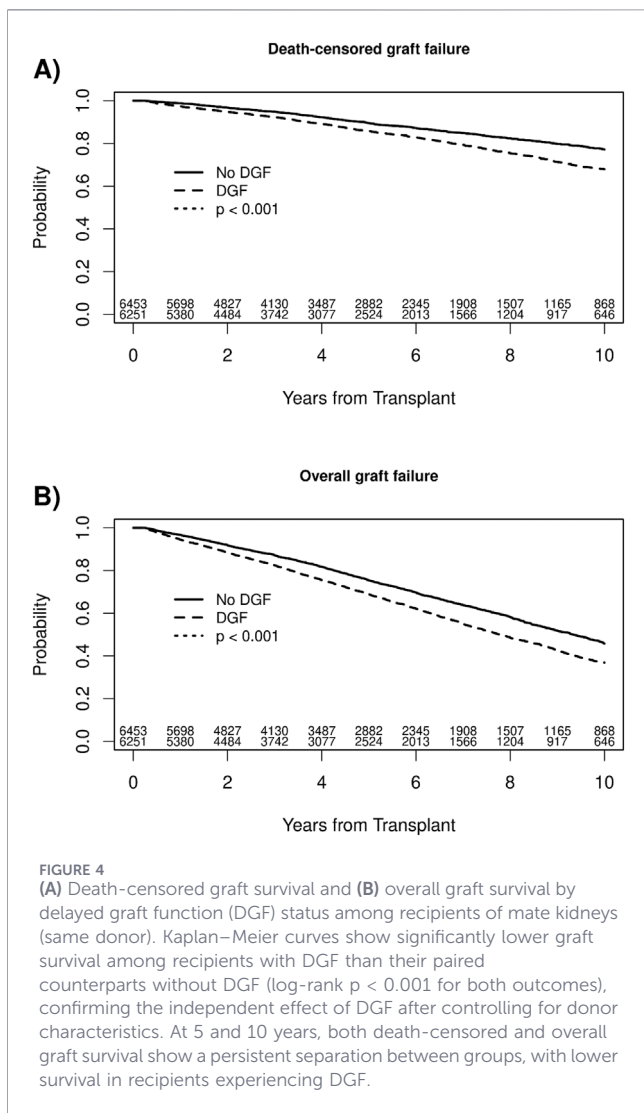 Death-censored graft failure
A)
Probability
1.0
0.8
0.6
0.4
0.2
0.0
No DGF
DGF
p < 0.001
6453 5698 4827 4130 3487 2882 2345 1908 1507 1165 868
6251 5380 4484 3742 3077 2524 2013 1566 1204 917 646
0 2 4 6 8 10
Years from Transplant
Overall graft failure
B)
Probability
1.0
0.8
0.6
0.4
0.2
0.0
No DGF
DGF
p < 0.001
6453 5698 4827 4130 3487 2882 2345 1908 1507 1165 868
6251 5380 4484 3742 3077 2524 2013 1566 1204 917 646
0 2 4 6 8 10
Years from Transplant
FIGURE 4
(A) Death-censored graft survival and (B) overall graft survival by
delayed graft function (DGF) status among recipients of mate kidneys
(same donor). Kaplan–Meier curves show significantly lower graft
survival among recipients with DGF than their paired
counterparts without DGF (log-rank p < 0.001 for both outcomes),
confirming the independent effect of DGF after controlling for donor
characteristics. At 5 and 10 years, both death-censored and overall
graft survival show a persistent separation between groups, with lower
survival in recipients experiencing DGF.